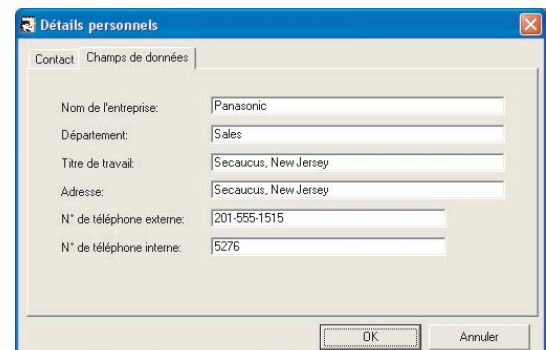 Détails personnels
Contact Champs de données
Nom de l'entreprise: Panasonic
Département: Sales
Titre de travail: Secaucus, New Jersey
Adresse: Secaucus, New Jersey
N° de téléphone externe: 201-555-1515
N° de téléphone interne: 5276
OK Annuler